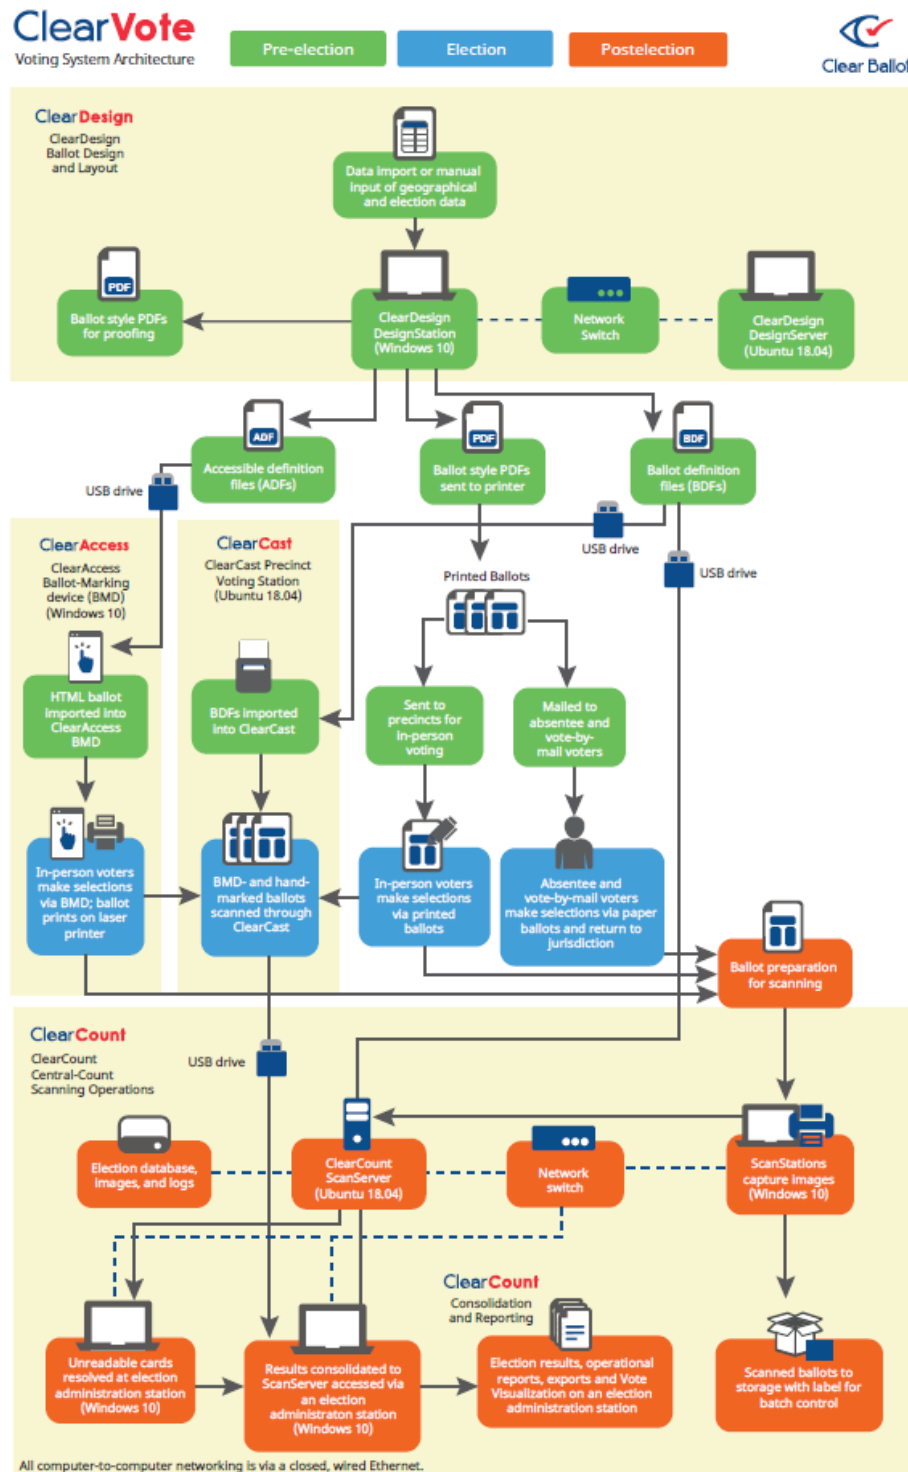 ClearVote
Voting System Architecture
Pre-election
Election
Postelection
Clear Ballot
ClearDesign
ClearDesign
Ballot Design
and Layout
Data import or manual
input of geographical
and election data
PDF
Ballot style PDFs
for proofing
ClearDesign
DesignStation
(Windows 10)
Network
Switch
ClearDesign
DesignServer
(Ubuntu 18.04)
ADF
Accessible definition
files (ADFs)
PDF
Ballot style PDFs
sent to printer
BDF
Ballot definition
files (BDFs)
USB drive
USB drive
USB drive
ClearAccess
ClearAccess
Ballot-Marking
device (BMD)
(Windows 10)
ClearCast
ClearCast Precinct
Voting Station
(Ubuntu 18.04)
Printed Ballots
HTML ballot
imported into
ClearAccess
BMD
BDFs imported
into ClearCast
Sent to
precincts for
in-person
voting
Mailed to
absentee and
vote-by-
mail voters
In-person voters
make selections
via BMD; ballot
prints on laser
printer
BMD- and hand-
marked ballots
scanned through
ClearCast
In-person voters
make selections
via printed
ballots
Absentee and
vote-by-mail voters
make selections via paper
ballots and return to
jurisdiction
Ballot preparation
for scanning
ClearCount
ClearCount
Central-Count
Scanning Operations
USB drive
Election database,
images, and logs
ClearCount
ScanServer
(Ubuntu 18.04)
Network
switch
ScanStations
capture images
(Windows 10)
ClearCount
Consolidation
and Reporting
Unreadable cards
resolved at election
administration station
(Windows 10)
Results consolidated to
ScanServer accessed via
an election
administraton station
(Windows 10)
Election results, operational
reports, exports and Vote
Visualization on an election
administration station
Scanned ballots to
storage with label for
batch control
All computer-to-computer networking is via a closed, wired Ethernet.